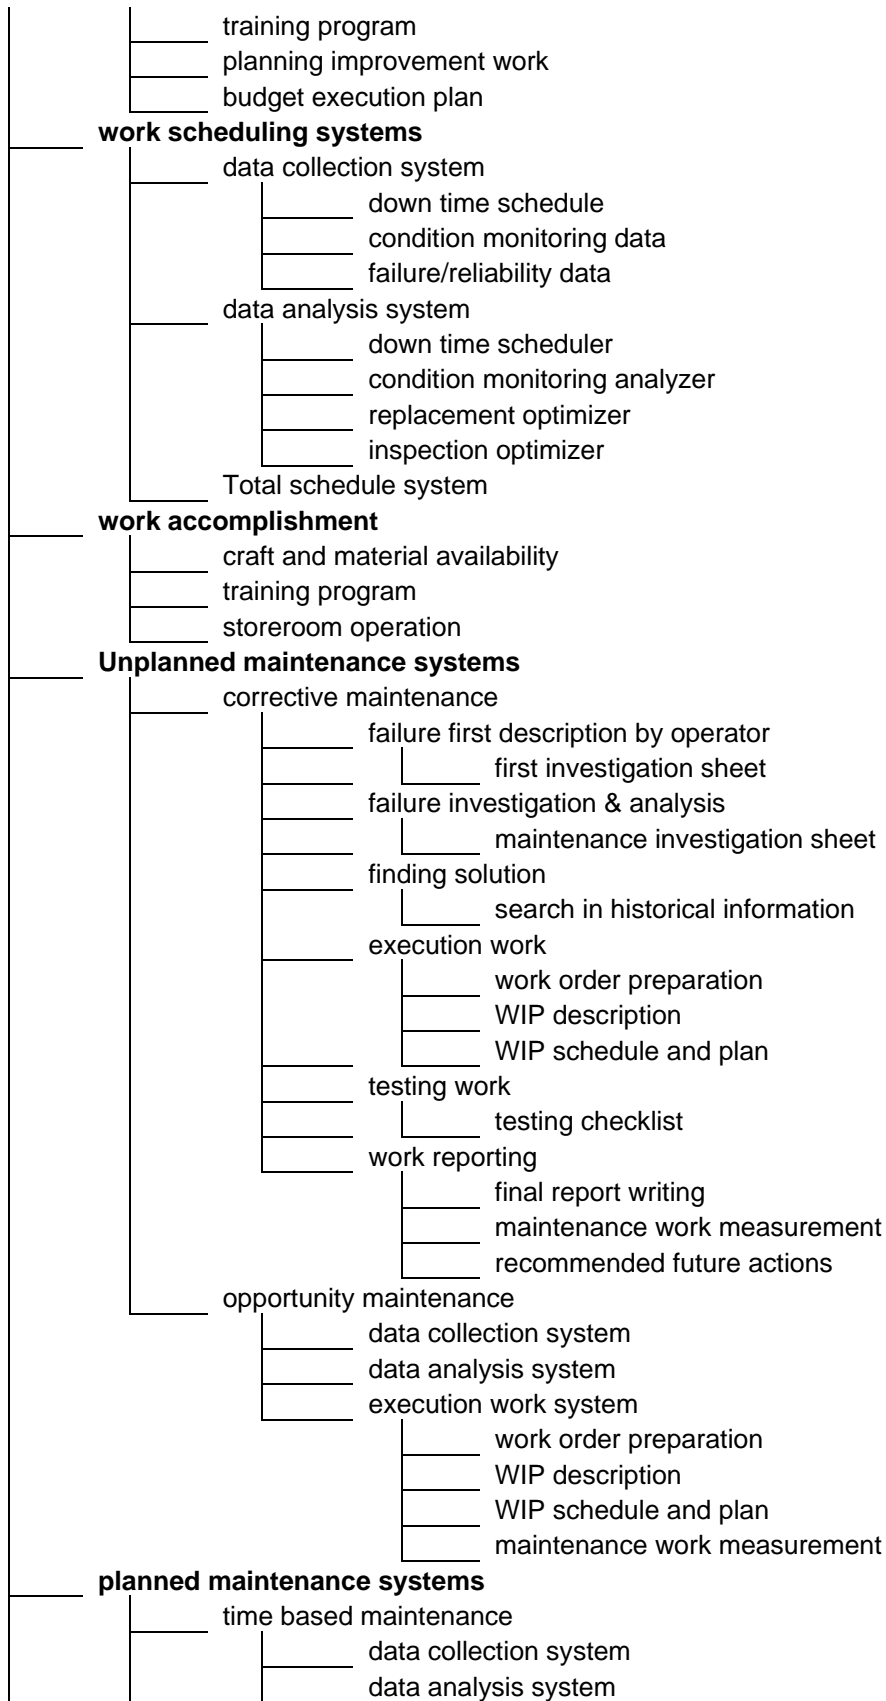 training program
planning improvement work
budget execution plan
work scheduling systems
data collection system
down time schedule
condition monitoring data
failure/reliability data
data analysis system
down time scheduler
condition monitoring analyzer
replacement optimizer
inspection optimizer
Total schedule system
work accomplishment
craft and material availability
training program
storeroom operation
Unplanned maintenance systems
corrective maintenance
failure first description by operator
first investigation sheet
failure investigation & analysis
maintenance investigation sheet
finding solution
search in historical information
execution work
work order preparation
WIP description
WIP schedule and plan
testing work
testing checklist
work reporting
final report writing
maintenance work measurement
recommended future actions
opportunity maintenance
data collection system
data analysis system
execution work system
work order preparation
WIP description
WIP schedule and plan
maintenance work measurement
planned maintenance systems
time based maintenance
data collection system
data analysis system